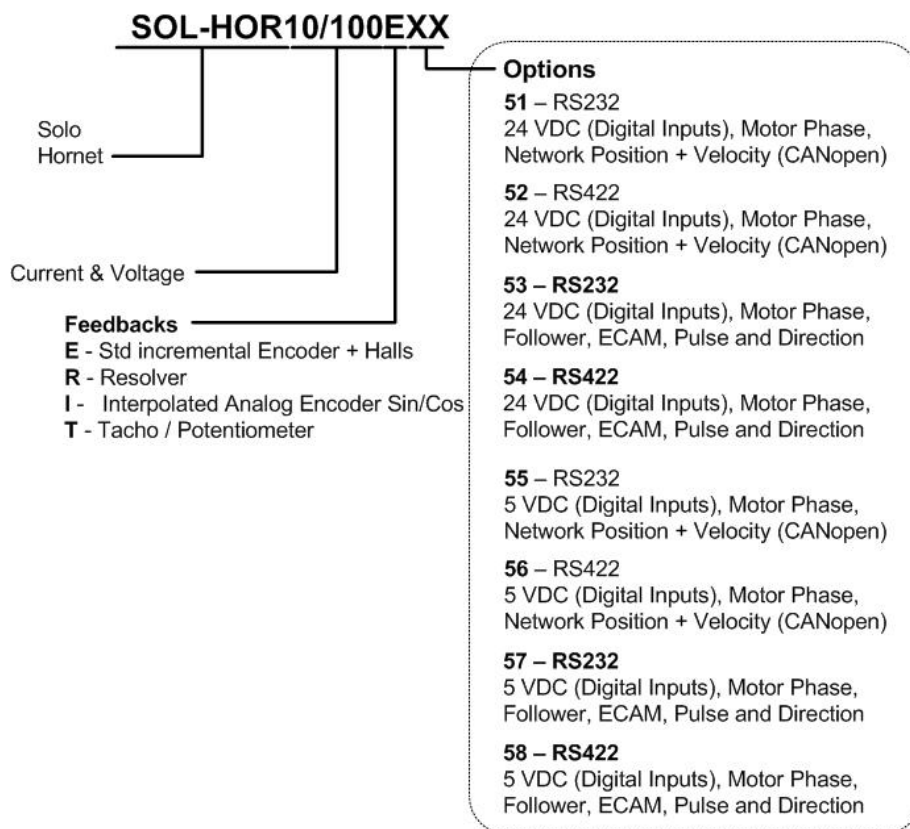 SOL-HOR10/100EXX
Solo
Hornet
Current & Voltage
Feedbacks
E - Std incremental Encoder + Halls
R - Resolver
I - Interpolated Analog Encoder Sin/Cos
T - Tacho / Potentiometer
Options
51 – RS232
24 VDC (Digital Inputs), Motor Phase,
Network Position + Velocity (CANopen)
52 – RS422
24 VDC (Digital Inputs), Motor Phase,
Network Position + Velocity (CANopen)
53 – RS232
24 VDC (Digital Inputs), Motor Phase,
Follower, ECAM, Pulse and Direction
54 – RS422
24 VDC (Digital Inputs), Motor Phase,
Follower, ECAM, Pulse and Direction
55 – RS232
5 VDC (Digital Inputs), Motor Phase,
Network Position + Velocity (CANopen)
56 – RS422
5 VDC (Digital Inputs), Motor Phase,
Network Position + Velocity (CANopen)
57 – RS232
5 VDC (Digital Inputs), Motor Phase,
Follower, ECAM, Pulse and Direction
58 – RS422
5 VDC (Digital Inputs), Motor Phase,
Follower, ECAM, Pulse and Direction